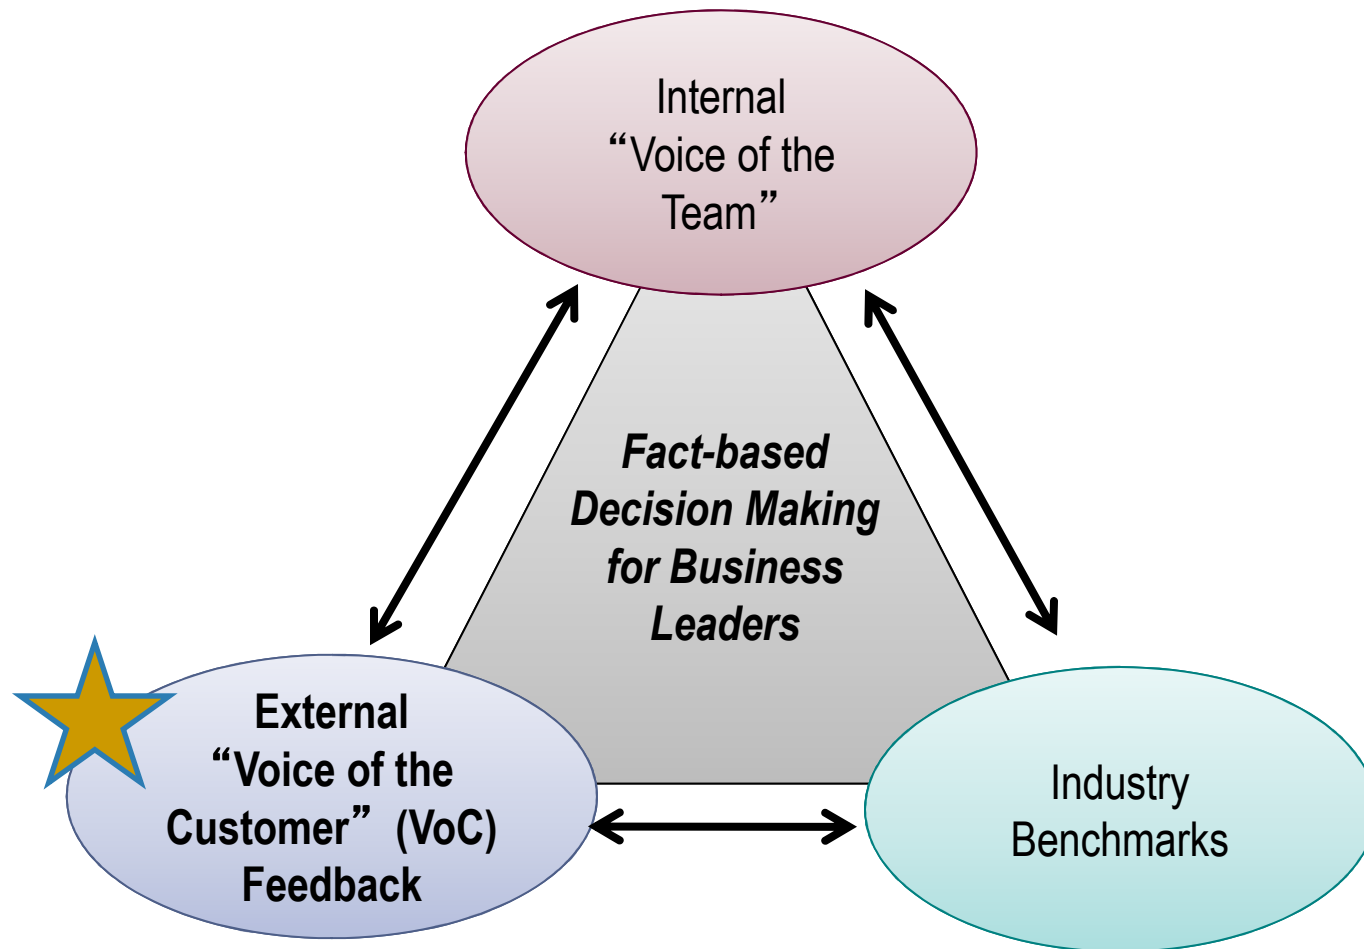 Internal
“Voice of the
Team”
Fact-based
Decision Making
for Business
Leaders
External
“Voice of the
Customer” (VoC)
Feedback
Industry
Benchmarks